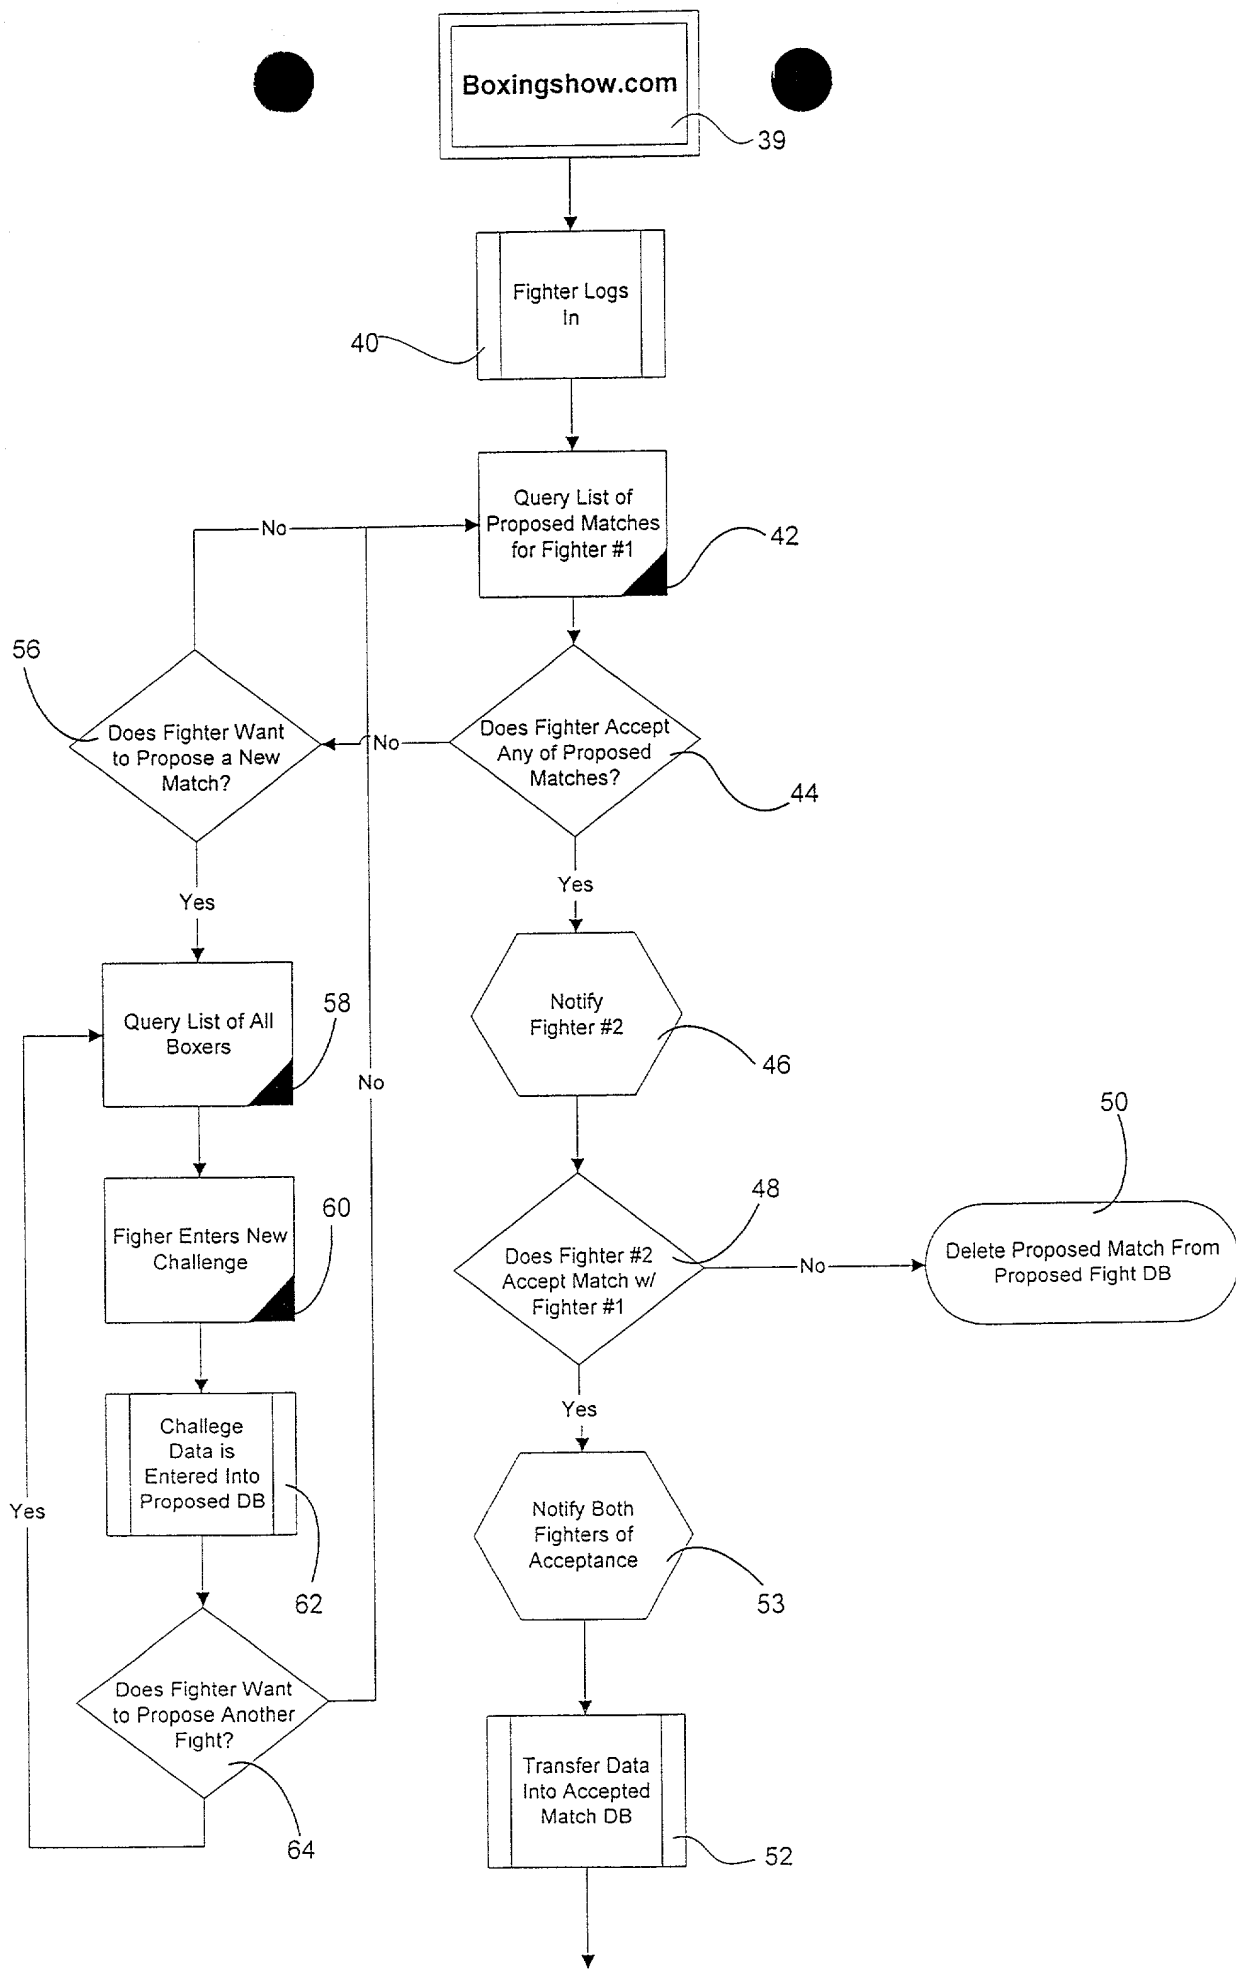 Boxingshow.com
39
Fighter Logs
In
40
Query List of
Proposed Matches
for Fighter #1
42
No
56
Does Fighter Want
to Propose a New
Match?
No
Does Fighter Accept
Any of Proposed
Matches?
44
Yes
Yes
Query List of All
Boxers
58
Notify
Fighter #2
46
No
50
Delete Proposed Match From
Proposed Fight DB
Figher Enters New
Challenge
60
Does Fighter #2
Accept Match w/
Fighter #1
48
No
Yes
Challege
Data is
Entered Into
Proposed DB
62
Yes
Notify Both
Fighters of
Acceptance
53
Does Fighter Want
to Propose Another
Fight?
64
Transfer Data
Into Accepted
Match DB
52